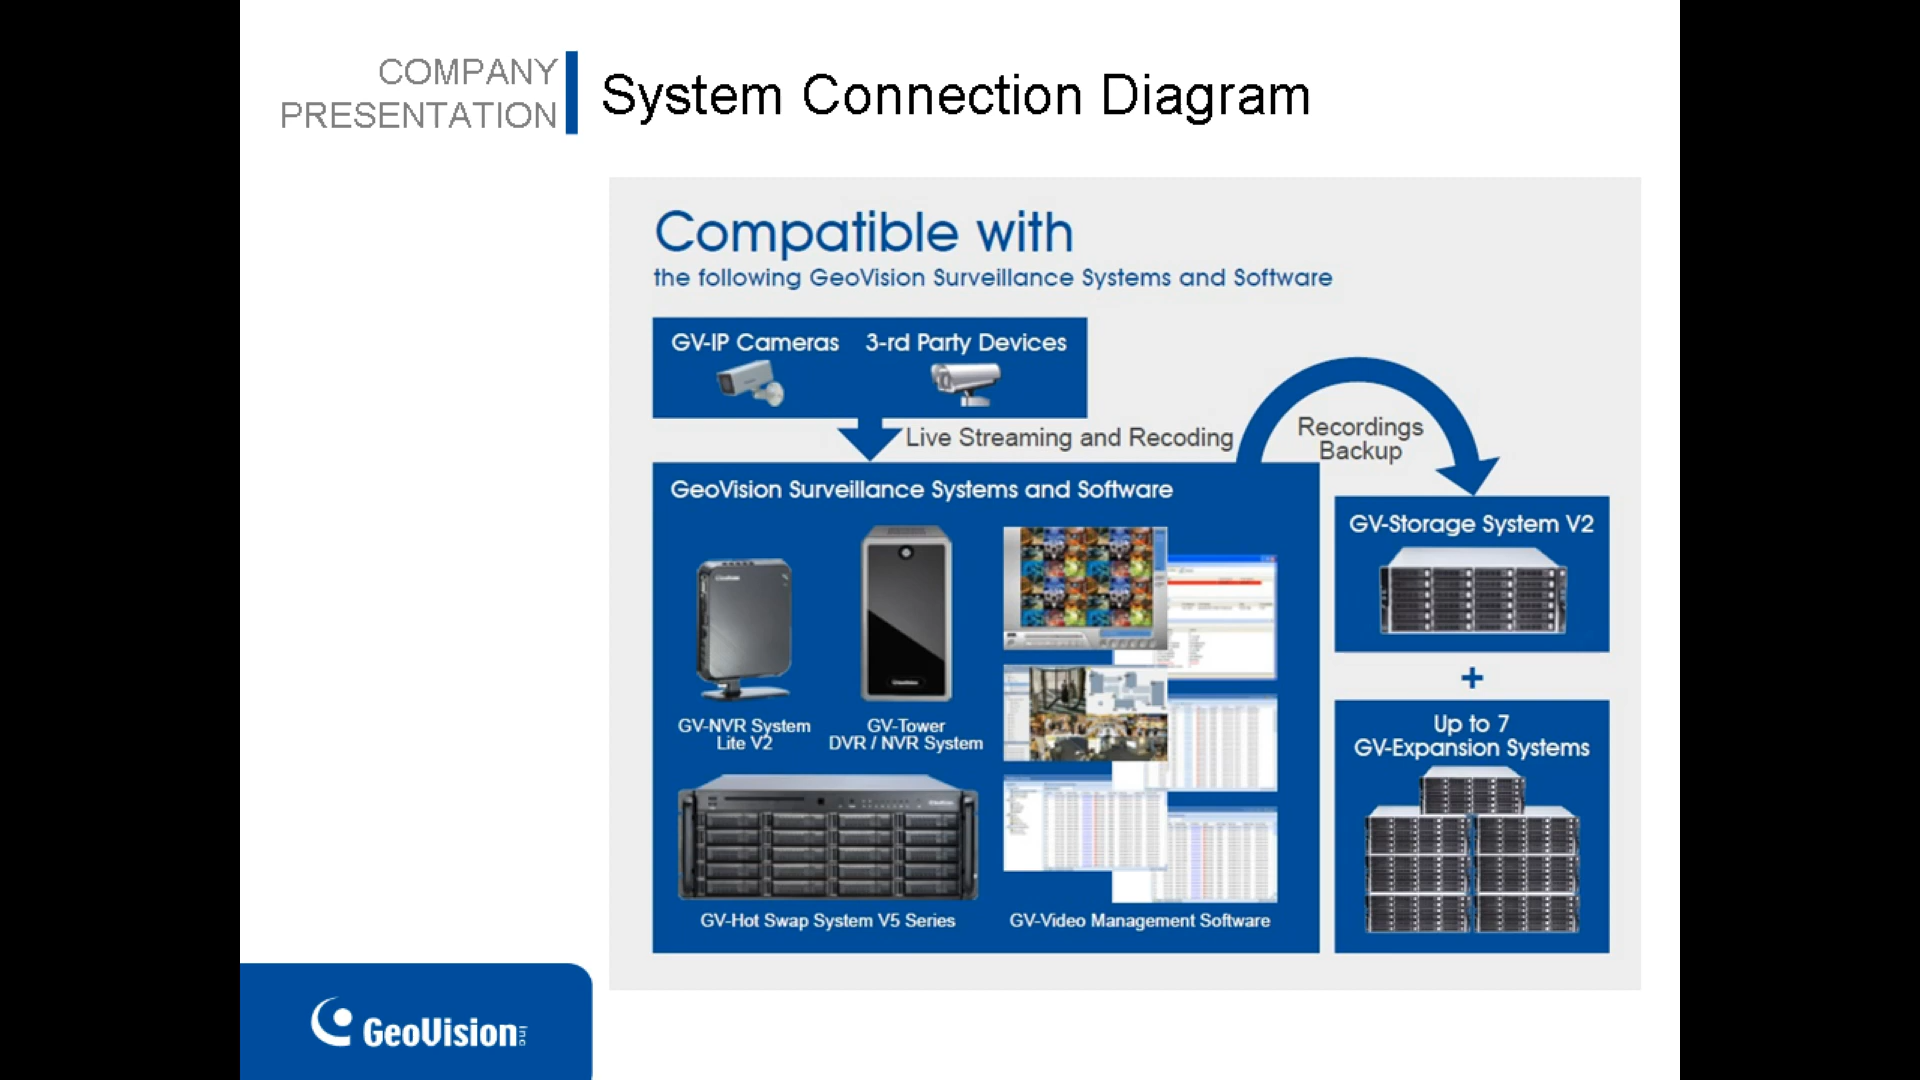 COMPANY
PRESENTATION
System Connection Diagram
Compatible with
the following GeoVision Surveillance Systems and Software
GV-IP Cameras
3-rd Party Devices
Live Streaming and Recoding
Recordings
Backup
GeoVision Surveillance Systems and Software
GV-Storage System V2
+
GV-NVR System
Lite V2
GV-Tower
DVR / NVR System
Up to 7
GV-Expansion Systems
GV-Hot Swap System V5 Series
GV-Video Management Software
GeoVision Inc